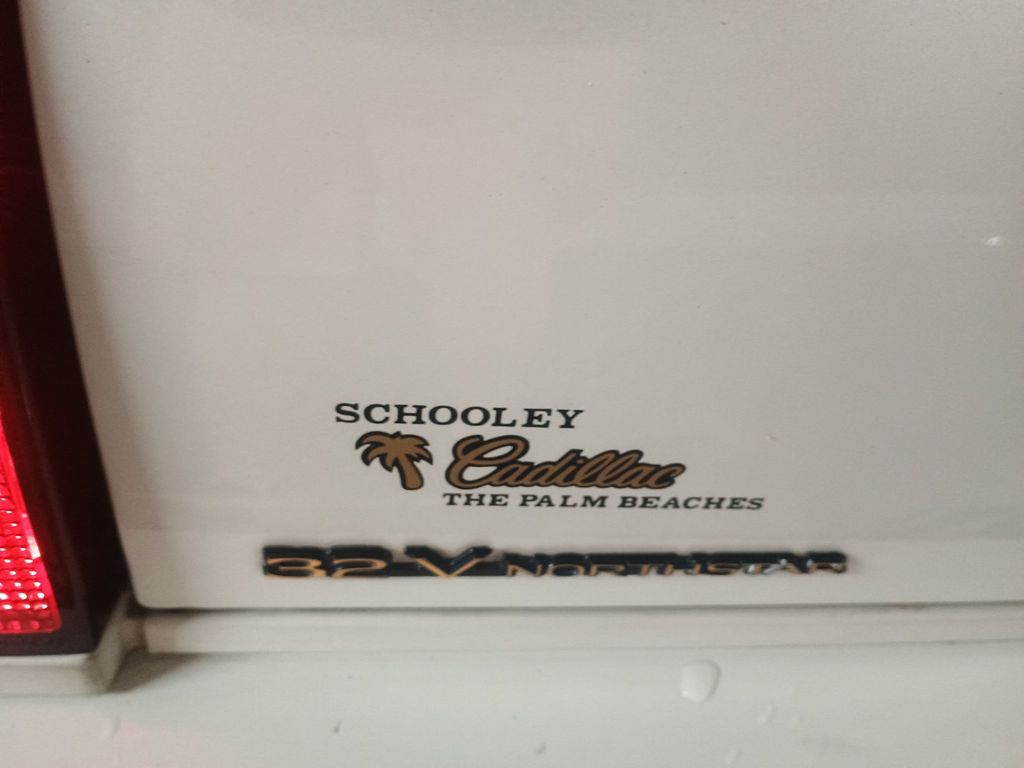 SCHOOLEY
Cadillac
THE PALM BEACHES
32 V NORTHSTAR